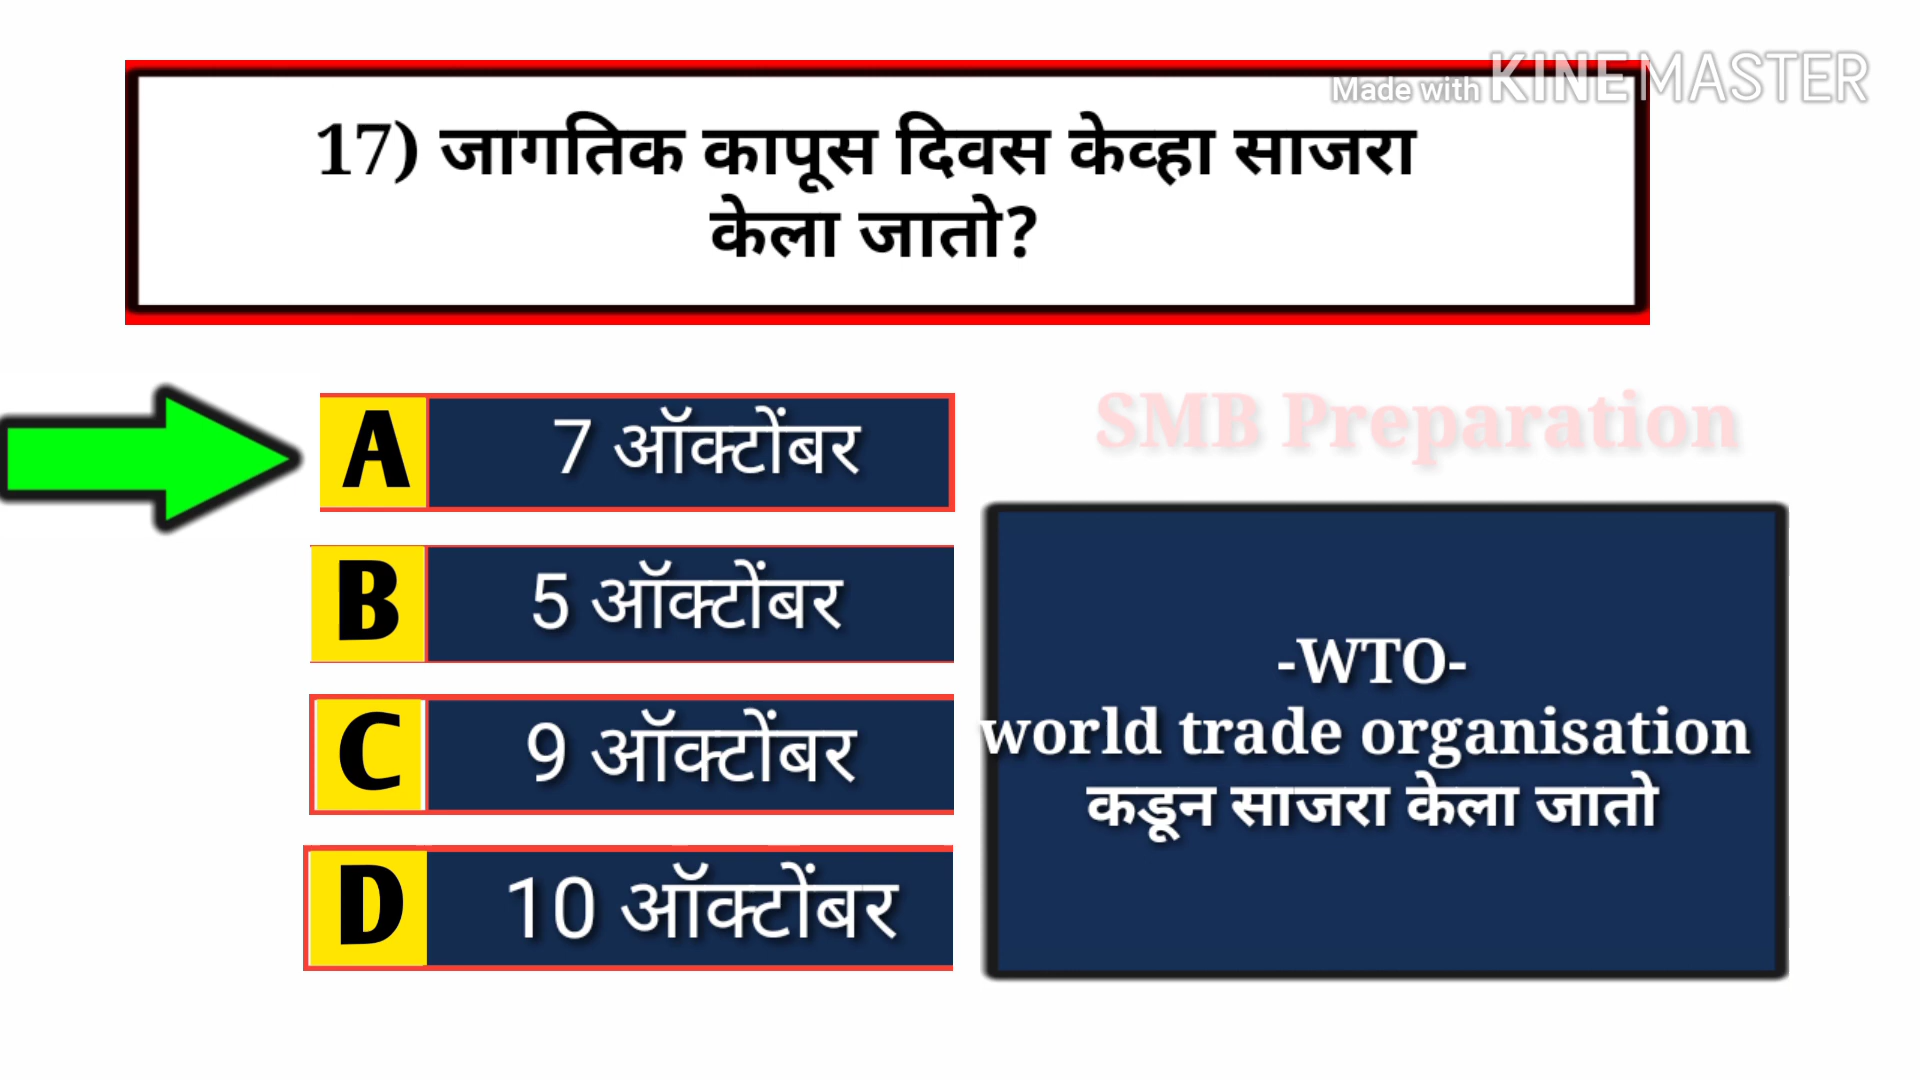 Made with KINEMASTER
17) जागतिक कापूस दिवस केव्हा साजरा
केला जातो?
A 7 ऑक्टोंबर
B 5 ऑक्टोंबर
C 9 ऑक्टोंबर
D 10 ऑक्टोंबर
SMB Preparation
-WTO-
world trade organisation
कडून साजरा केला जातो